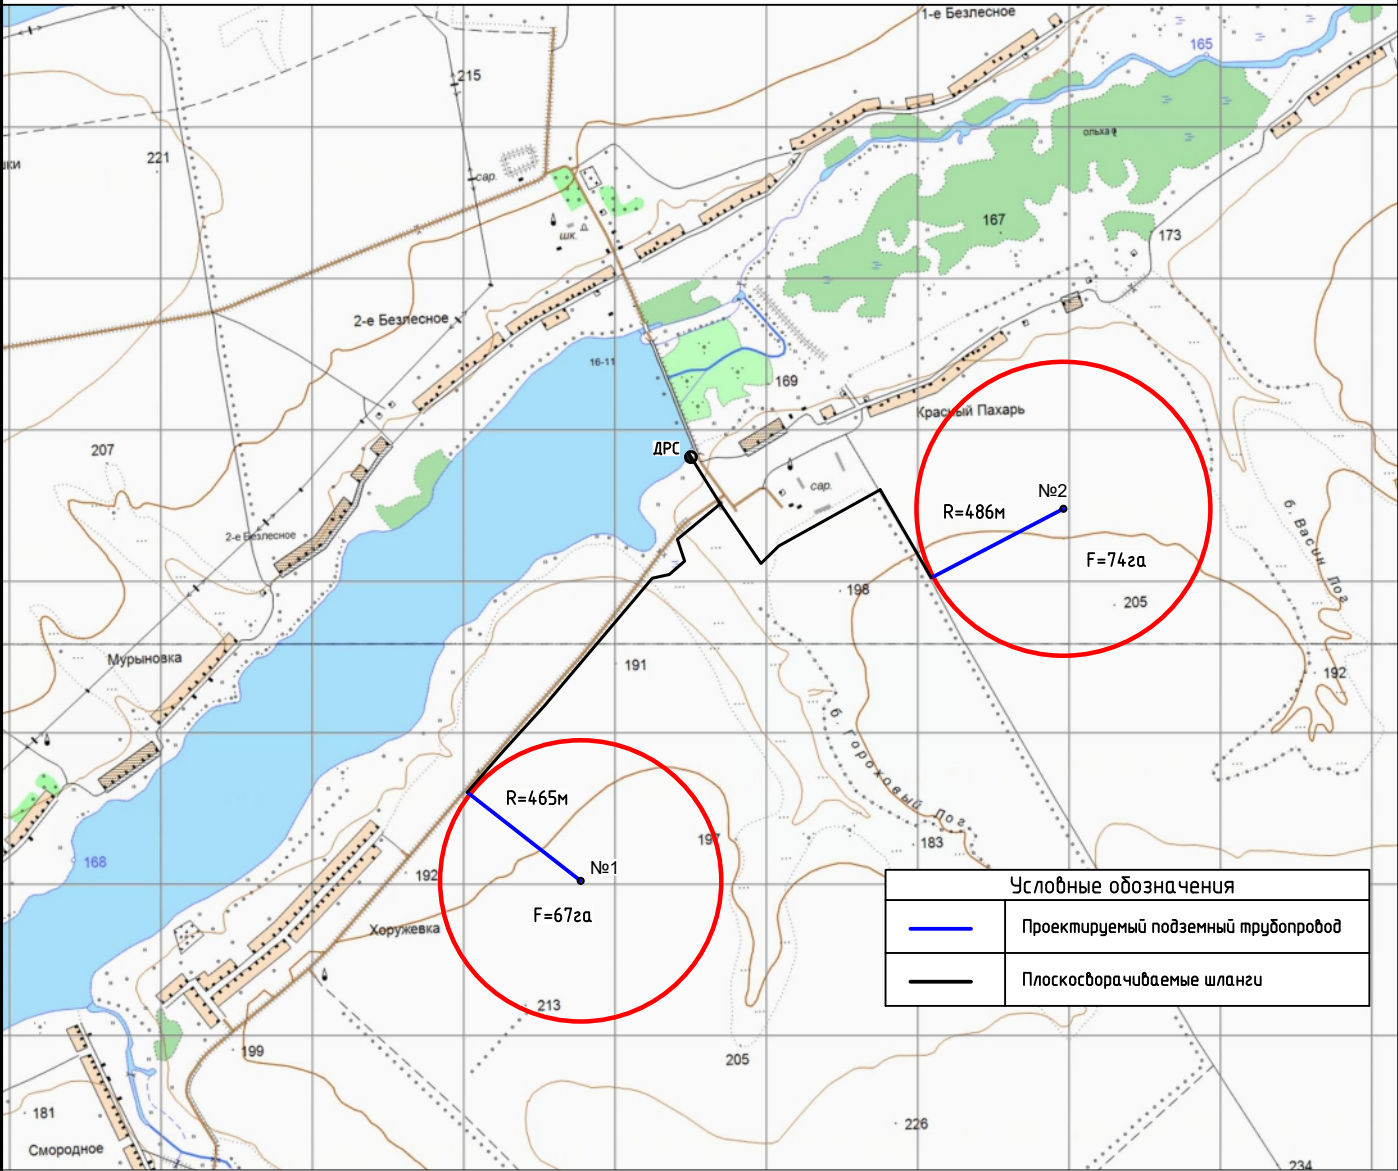 1-е Безлесное
165
215
ольха
221
шки
сар.
167
173
шк.
2-е Безлесное
16-11
169
Красный Пахарь
207
ДРС
сар.
№2
R=486м
б. Васин Лог
2-е Безлесное
F=74га
198
205
Мурыновка
191
192
б. Гороховый Лог
R=465м
197
183
168
192
№1
F=67га
Хоружевка
Условные обозначения
Проектируемый подземный трубопровод
Плоскосворачиваемые шланги
213
199
205
181
226
Смородное
234